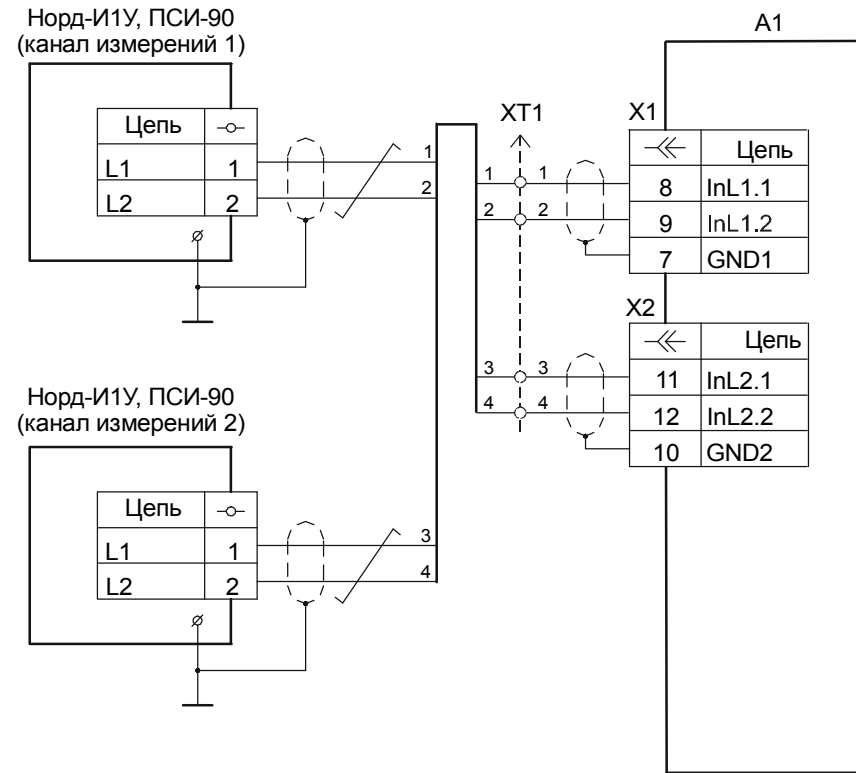 Норд-И1У, ПСИ-90
(канал измерений 1)
Цепь
L1 1
L2 2
1
2
XT1
1 1
2 2
3 3
4 4
A1
X1
Цепь
8 InL1.1
9 InL1.2
7 GND1
X2
Цепь
11 InL2.1
12 InL2.2
10 GND2
Норд-И1У, ПСИ-90
(канал измерений 2)
Цепь
L1 1
L2 2
3
4